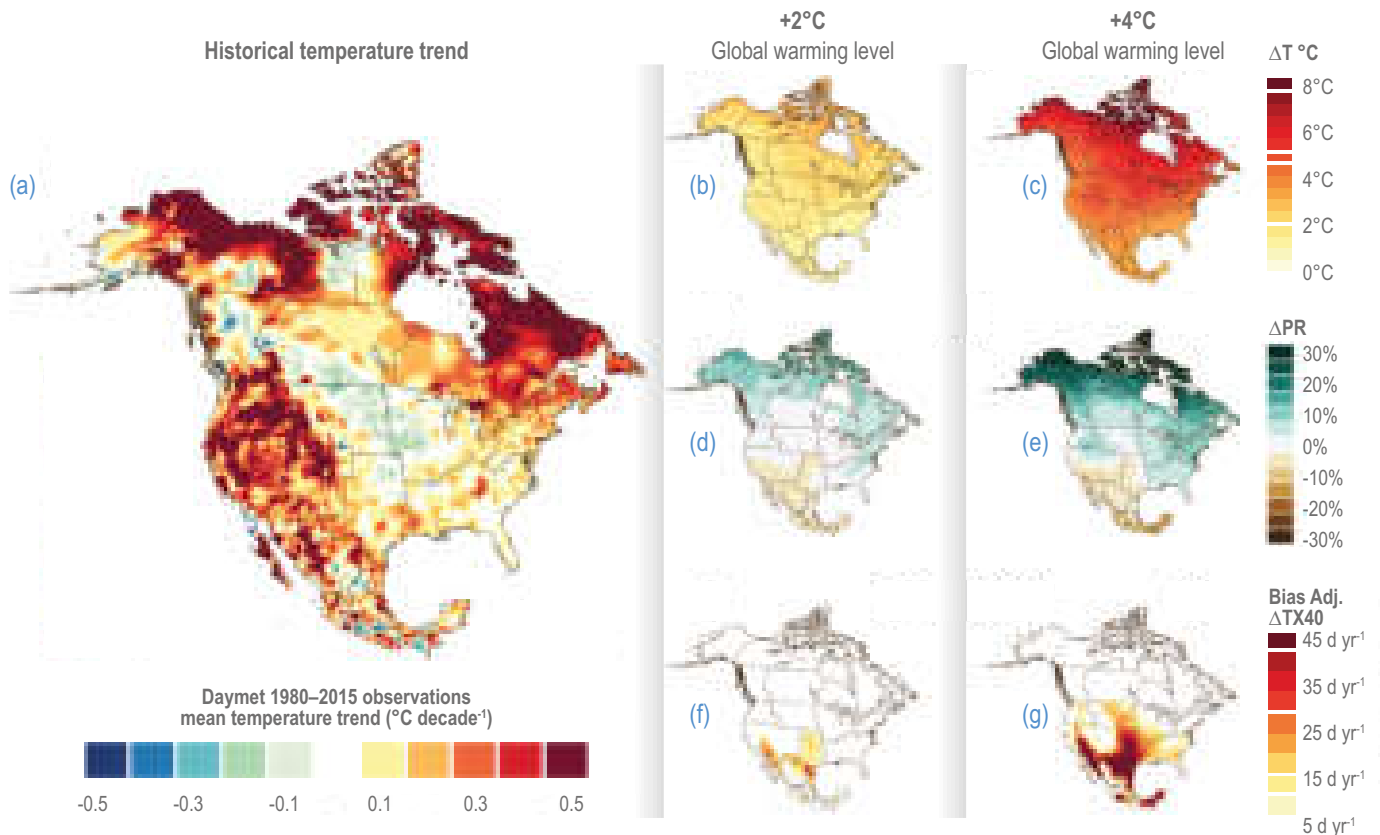 Historical temperature trend
+2°C
Global warming level
+4°C
Global warming level
(a)
(b)
(c)
(d)
(e)
(f)
(g)
∆T °C
8°C
6°C
4°C
2°C
0°C
∆PR
30%
20%
10%
0%
-10%
-20%
-30%
Bias Adj.
∆TX40
45 d yr⁻¹
35 d yr⁻¹
25 d yr⁻¹
15 d yr⁻¹
5 d yr⁻¹
Daymet 1980–2015 observations
mean temperature trend (°C decade⁻¹)
-0.5 -0.3 -0.1 0.1 0.3 0.5